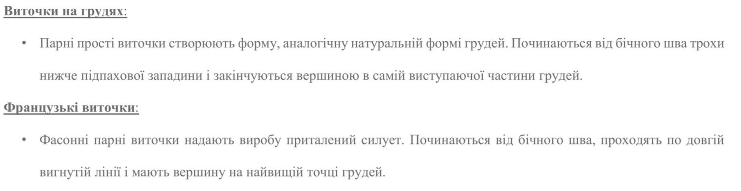 Виточки на грудях:
• Парні прості виточки створюють форму, аналогічну натуральній формі грудей. Починаються від бічного шва трохи
нижче підпахової западини і закінчуються вершиною в самій виступаючої частини грудей.
Французькі виточки:
• Фасонні парні виточки надають виробу приталений силует. Починаються від бічного шва, проходять по довгій
вигнутій лінії і мають вершину на найвищій точці грудей.